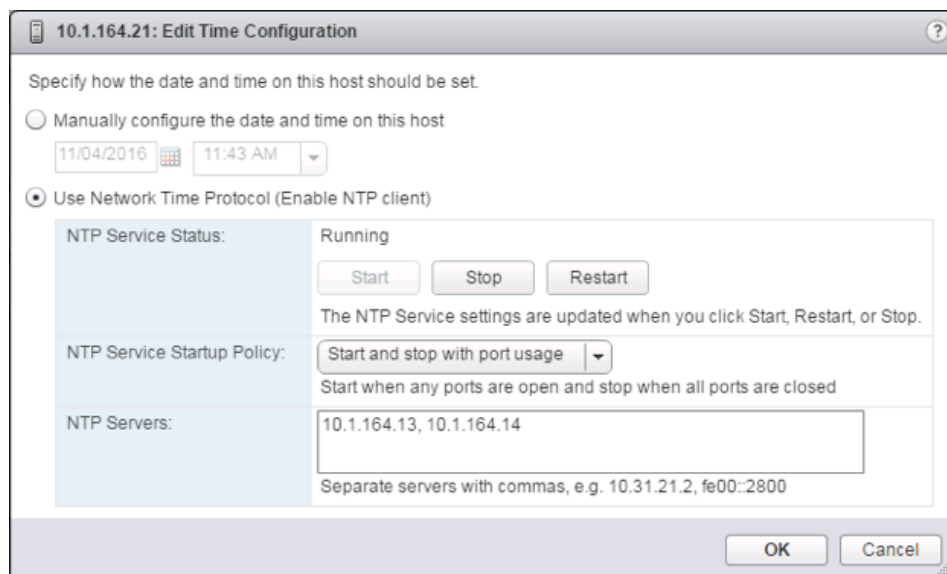 10.1.164.21: Edit Time Configuration
?
Specify how the date and time on this host should be set.
Manually configure the date and time on this host
11/04/2016 11:43 AM
Use Network Time Protocol (Enable NTP client)
NTP Service Status: Running
Start Stop Restart
The NTP Service settings are updated when you click Start, Restart, or Stop.
NTP Service Startup Policy: Start and stop with port usage
Start when any ports are open and stop when all ports are closed
NTP Servers: 10.1.164.13, 10.1.164.14
Separate servers with commas, e.g. 10.31.21.2, fe00::2800
OK Cancel